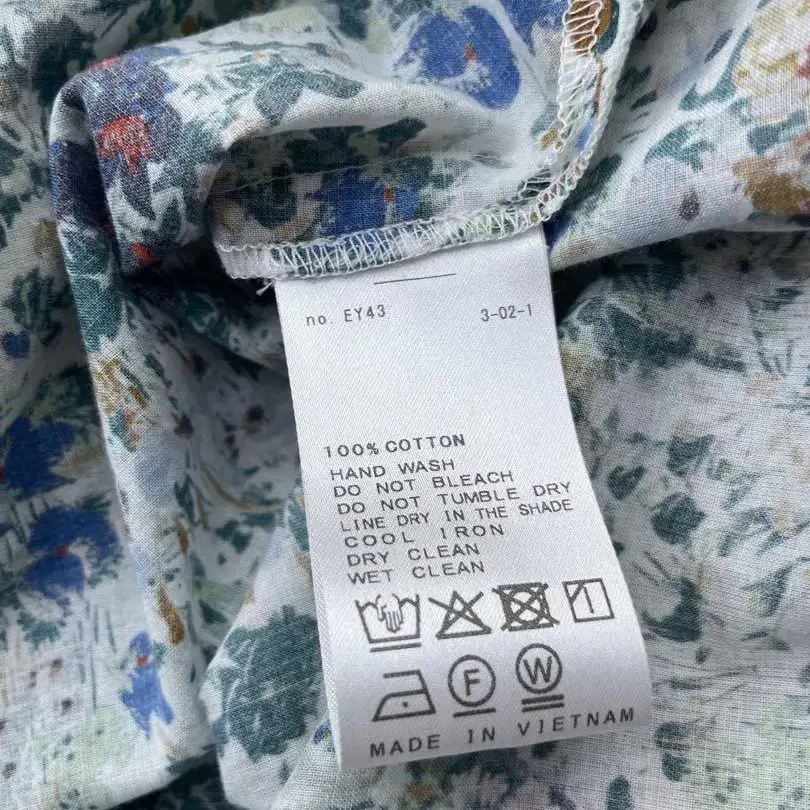 no. EY43 3-02-1
100% COTTON
HAND WASH
DO NOT BLEACH
DO NOT TUMBLE DRY
LINE DRY IN THE SHADE
COOL IRON
DRY CLEAN
WET CLEAN
F W
MADE IN VIETNAM